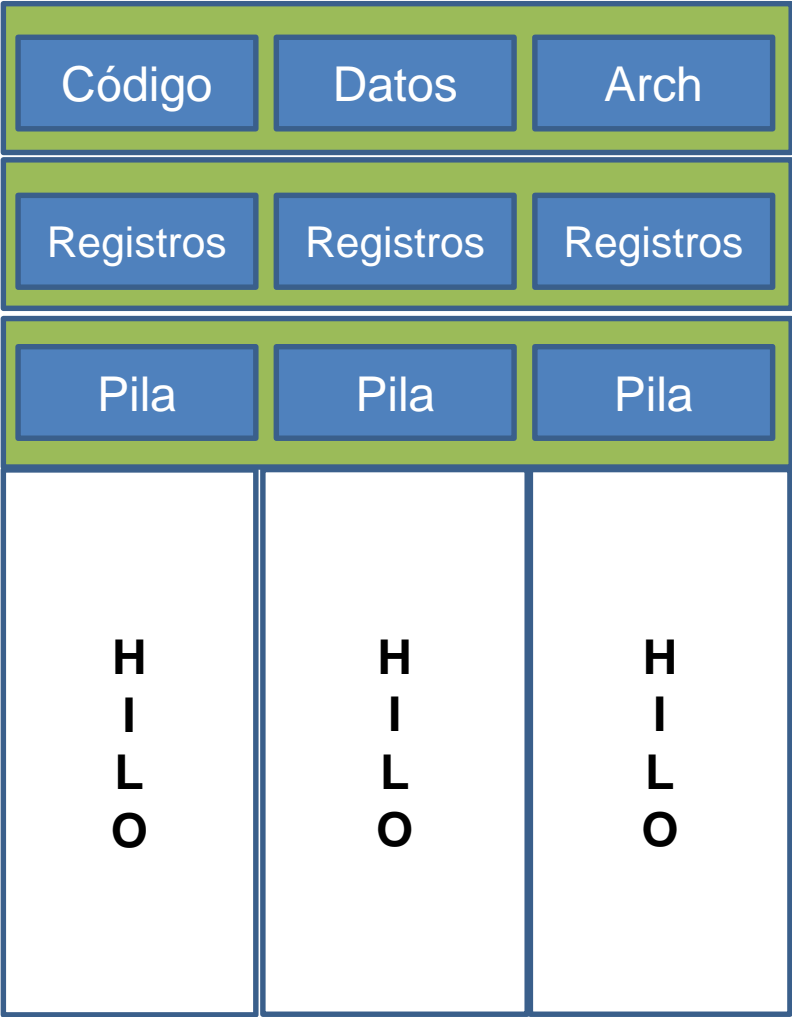 Código Datos Arch
Registros Registros Registros
Pila Pila Pila
H H H
I I I
L L L
O O O